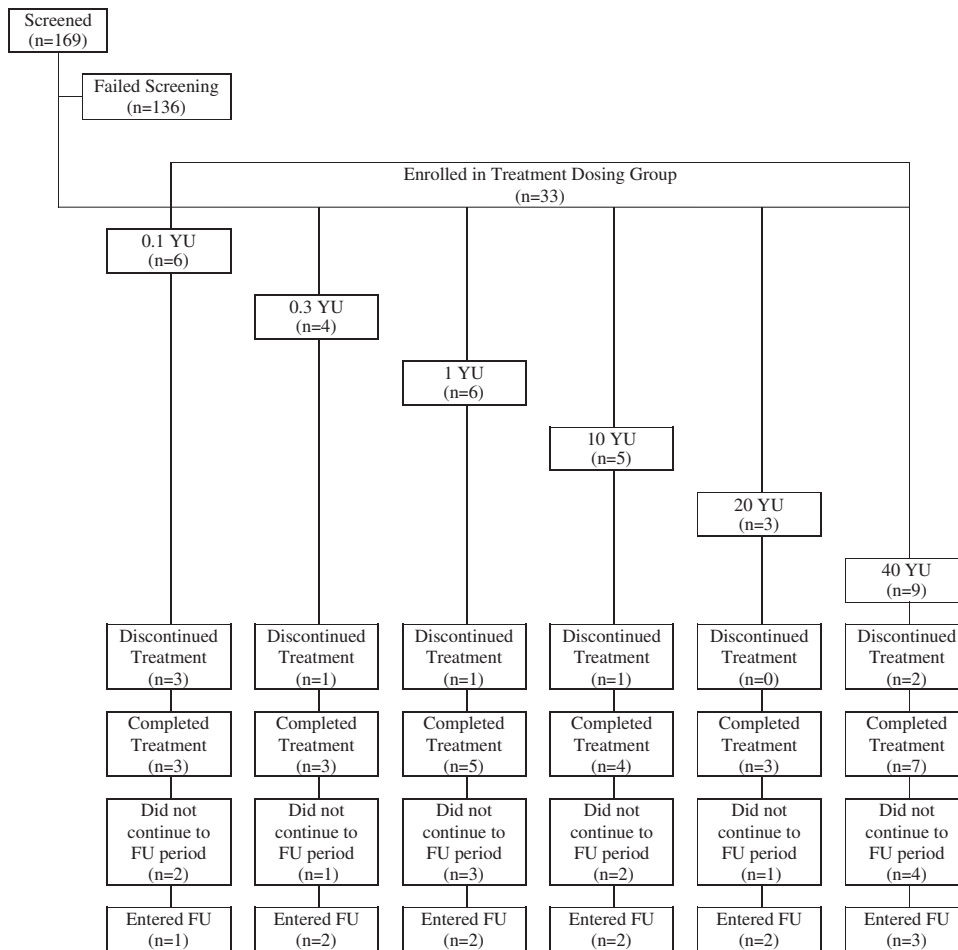 Screened
(n=169)
Failed Screening
(n=136)
Enrolled in Treatment Dosing Group
(n=33)
0.1 YU
(n=6)
0.3 YU
(n=4)
1 YU
(n=6)
10 YU
(n=5)
20 YU
(n=3)
40 YU
(n=9)
Discontinued
Treatment
(n=3)
Discontinued
Treatment
(n=1)
Discontinued
Treatment
(n=1)
Discontinued
Treatment
(n=1)
Discontinued
Treatment
(n=0)
Discontinued
Treatment
(n=2)
Completed
Treatment
(n=3)
Completed
Treatment
(n=3)
Completed
Treatment
(n=5)
Completed
Treatment
(n=4)
Completed
Treatment
(n=3)
Completed
Treatment
(n=7)
Did not
continue to
FU period
(n=2)
Did not
continue to
FU period
(n=1)
Did not
continue to
FU period
(n=3)
Did not
continue to
FU period
(n=2)
Did not
continue to
FU period
(n=1)
Did not
continue to
FU period
(n=4)
Entered FU
(n=1)
Entered FU
(n=2)
Entered FU
(n=2)
Entered FU
(n=2)
Entered FU
(n=2)
Entered FU
(n=3)